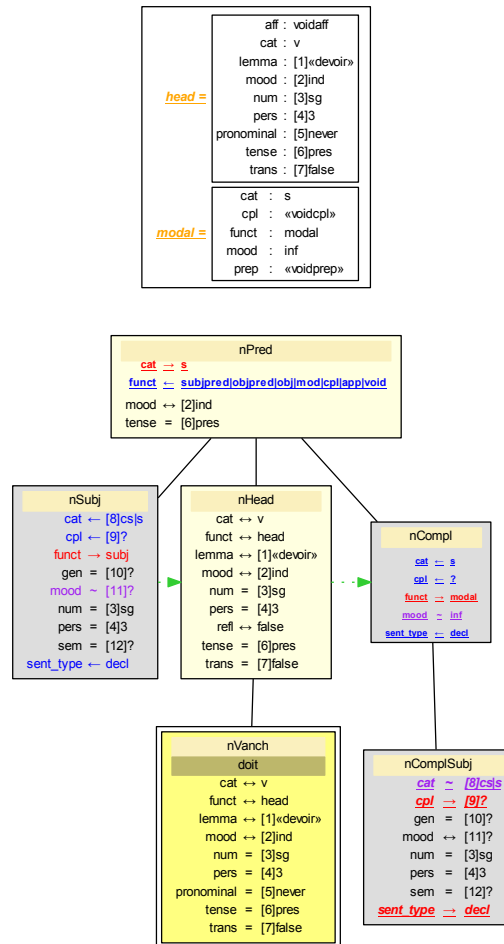 head =
aff : voidaff
cat : v
lemma : [1]«devoir»
mood : [2]ind
num : [3]sg
pers : [4]3
pronominal : [5]never
tense : [6]pres
trans : [7]false
modal =
cat : s
cpl : «voidcpl»
funct : modal
mood : inf
prep : «voidprep»
nPred
cat → s
funct ← subjpred|objpred|obj|mod|cpl|app|void
mood ↔ [2]ind
tense = [6]pres
nSubj
cat ← [8]cs|s
cpl ← [9]?
funct → subj
gen = [10]?
mood ~ [11]?
num = [3]sg
pers = [4]3
sem = [12]?
sent_type ← decl
nHead
cat ↔ v
funct ↔ head
lemma ↔ [1]«devoir»
mood ↔ [2]ind
num = [3]sg
pers = [4]3
refl ↔ false
tense = [6]pres
trans = [7]false
nCompl
cat ← s
cpl ← ?
funct → modal
mood ~ inf
sent_type ← decl
nVanch
doit
cat ↔ v
funct ↔ head
lemma ↔ [1]«devoir»
mood ↔ [2]ind
num = [3]sg
pers = [4]3
pronominal = [5]never
tense = [6]pres
trans = [7]false
nComplSubj
cat ~ [8]cs|s
cpl → [9]?
gen = [10]?
mood ↔ [11]?
num = [3]sg
pers = [4]3
sem = [12]?
sent_type → decl